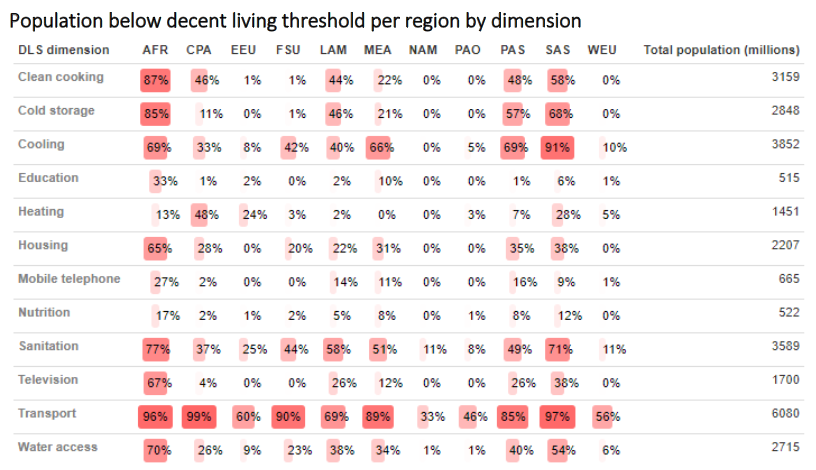 Population below decent living threshold per region by dimension
DLS dimension AFR CPA EEU FSU LAM MEA NAM PAO PAS SAS WEU Total population (millions)
Clean cooking 87% 46% 1% 1% 44% 22% 0% 0% 48% 58% 0% 3159
Cold storage 85% 11% 0% 1% 46% 21% 0% 0% 57% 68% 0% 2848
Cooling 69% 33% 8% 42% 40% 66% 0% 5% 69% 91% 10% 3852
Education 33% 1% 2% 0% 2% 10% 0% 0% 1% 6% 1% 515
Heating 13% 48% 24% 3% 2% 0% 0% 3% 7% 28% 5% 1451
Housing 65% 28% 0% 20% 22% 31% 0% 0% 35% 38% 0% 2207
Mobile telephone 27% 2% 0% 0% 14% 11% 0% 0% 16% 9% 1% 665
Nutrition 17% 2% 1% 2% 5% 8% 0% 1% 8% 12% 0% 522
Sanitation 77% 37% 25% 44% 58% 51% 11% 8% 49% 71% 11% 3589
Television 67% 4% 0% 0% 26% 12% 0% 0% 26% 38% 0% 1700
Transport 96% 99% 60% 90% 69% 89% 33% 46% 85% 97% 56% 6080
Water access 70% 26% 9% 23% 38% 34% 1% 1% 40% 54% 6% 2715